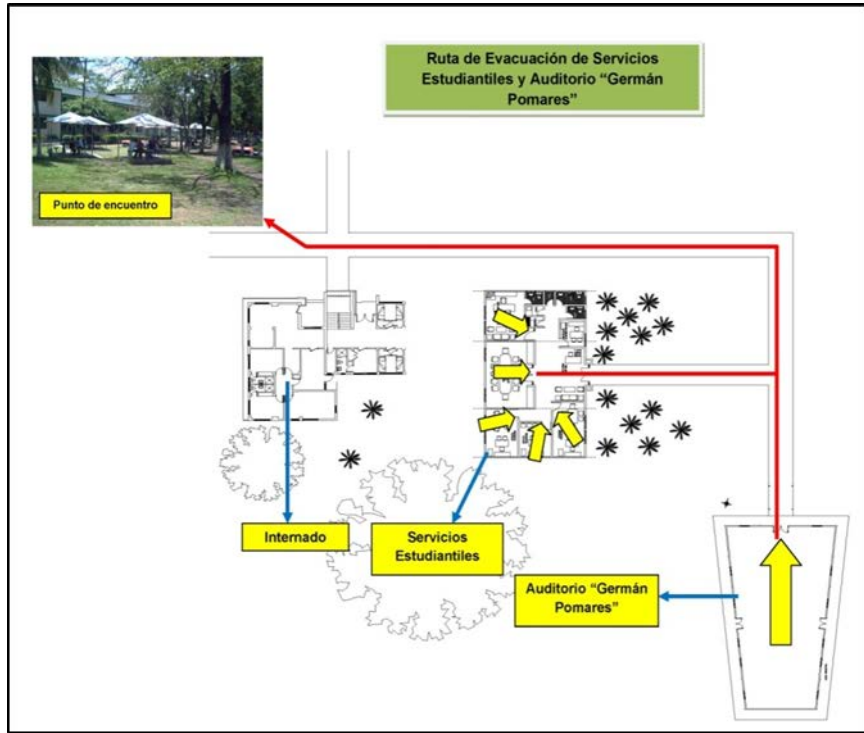 Ruta de Evacuación de Servicios
Estudiantiles y Auditorio “Germán
Pomares”
Punto de encuentro
Internado
Servicios
Estudiantiles
Auditorio “Germán
Pomares”